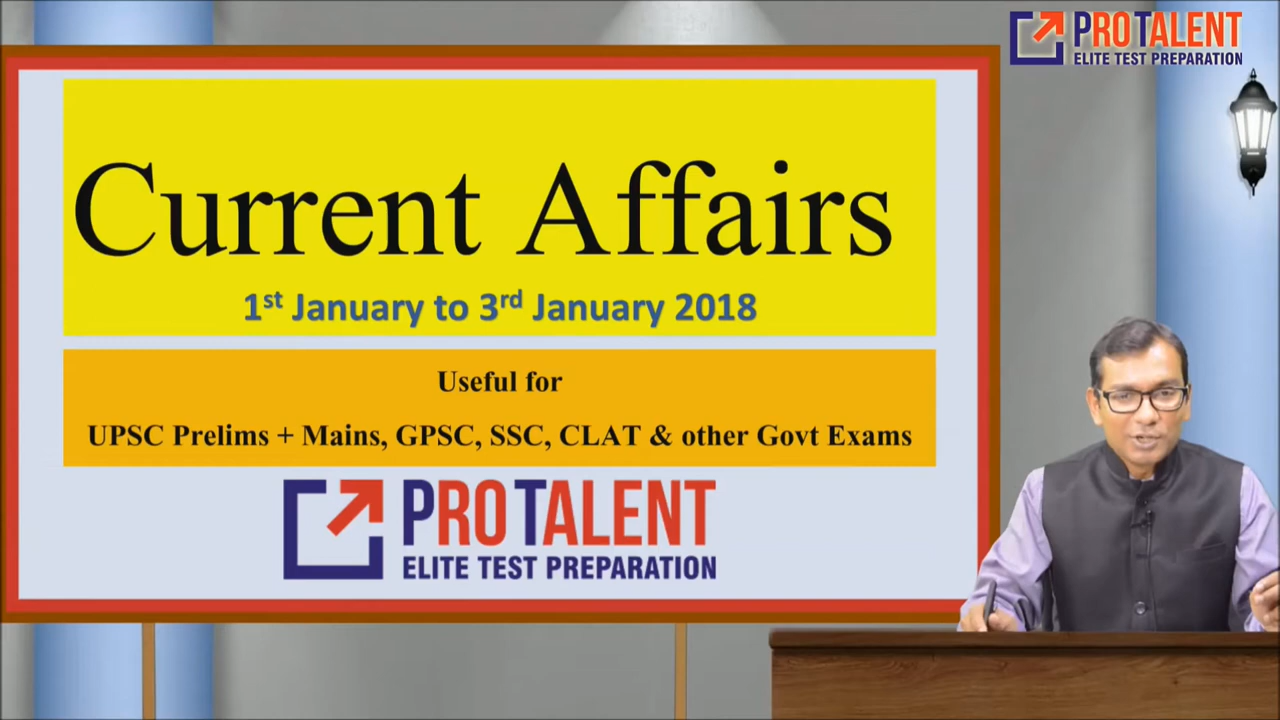 PROTALENT
ELITE TEST PREPARATION
Current Affairs
1st January to 3rd January 2018
Useful for
UPSC Prelims + Mains, GPSC, SSC, CLAT & other Govt Exams
PROTALENT
ELITE TEST PREPARATION